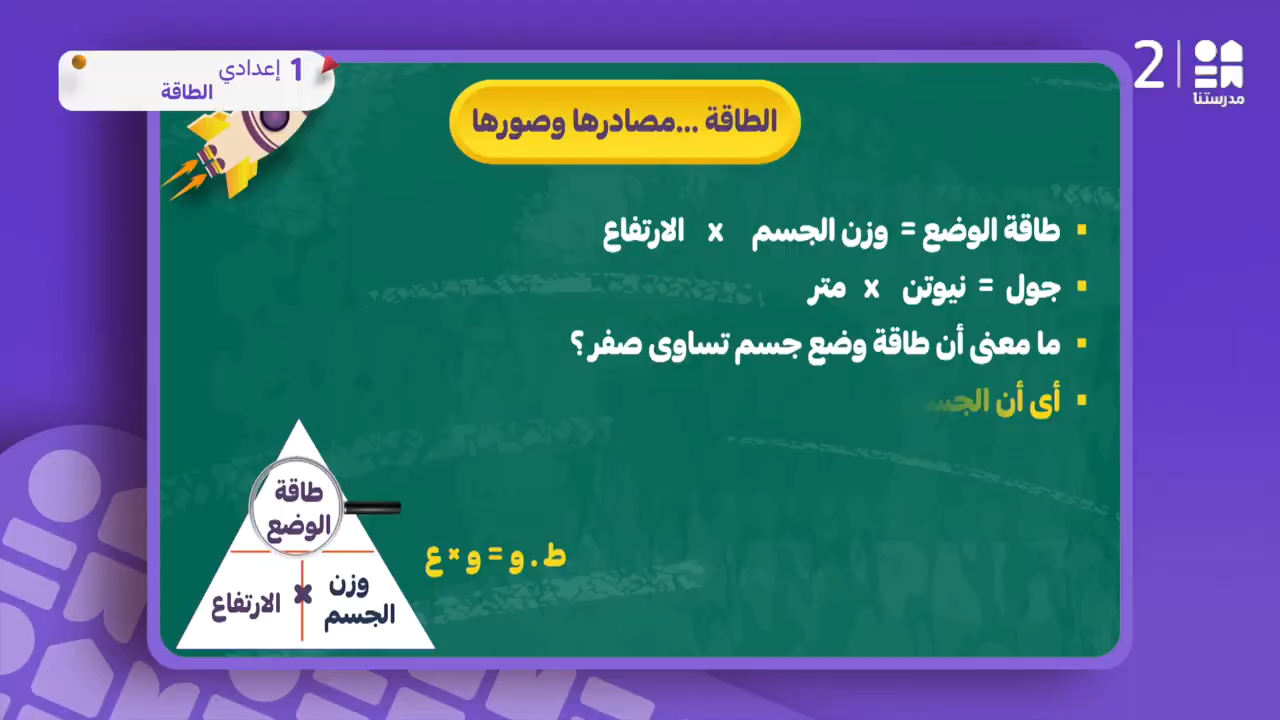 1 إعدادي
الطاقة
2
مدرستنا
الطاقة ...مصادرها وصورها
طاقة الوضع = وزن الجسم x الارتفاع
جول = نيوتن x متر
ما معنى أن طاقة وضع جسم تساوى صفر ؟
أى أن
طاقة
الوضع
وزن
الجسم
×
الارتفاع
ط . و = و × ع